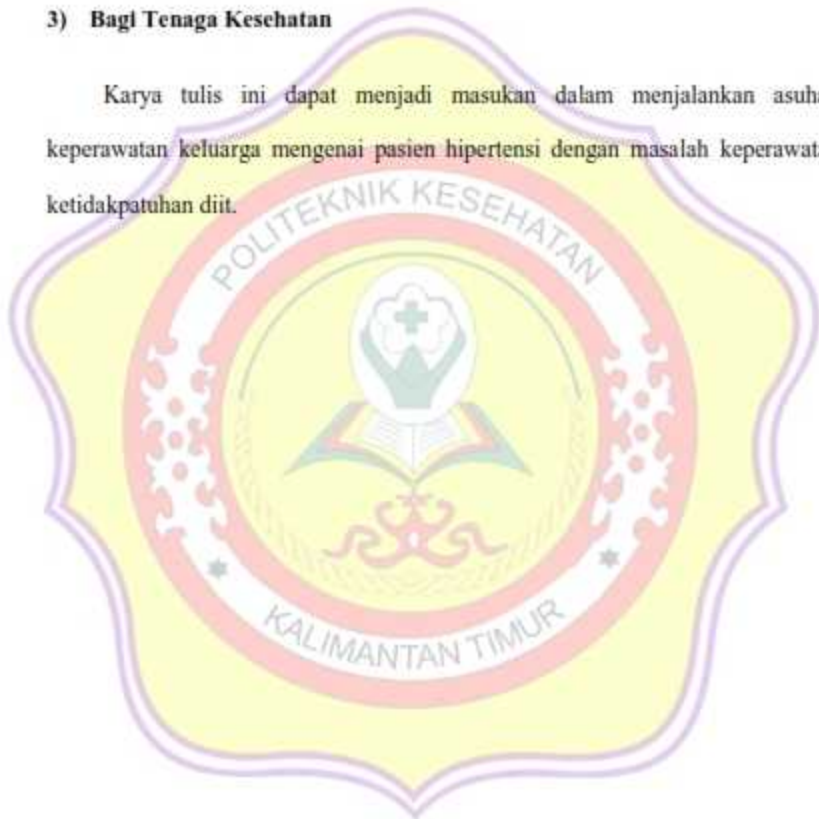 3) Bagi Tenaga Kesehatan
Karya tulis ini dapat menjadi masukan dalam menjalankan asuha
keperawatan keluarga mengenai pasien hipertensi dengan masalah keperawata
ketidakpatuhan diit.
POLITEKNIK KESEHATAN
KALIMANTAN TIMUR